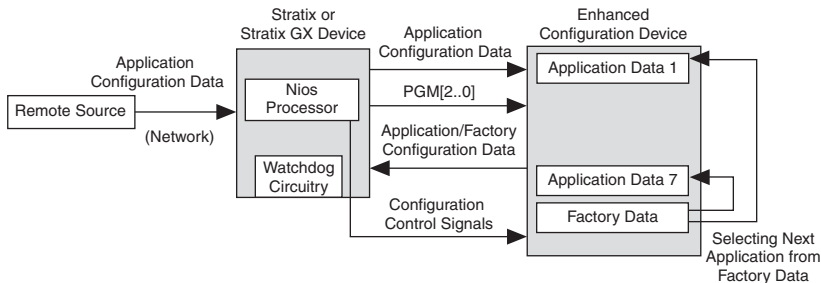 Stratix or
Stratix GX Device
Enhanced
Configuration Device
Application
Configuration Data
Remote Source
(Network)
Nios
Processor
Watchdog
Circuitry
Application
Configuration Data
PGM[2..0]
Application/Factory
Configuration Data
Configuration
Control Signals
Application Data 1
Application Data 7
Factory Data
Selecting Next
Application from
Factory Data